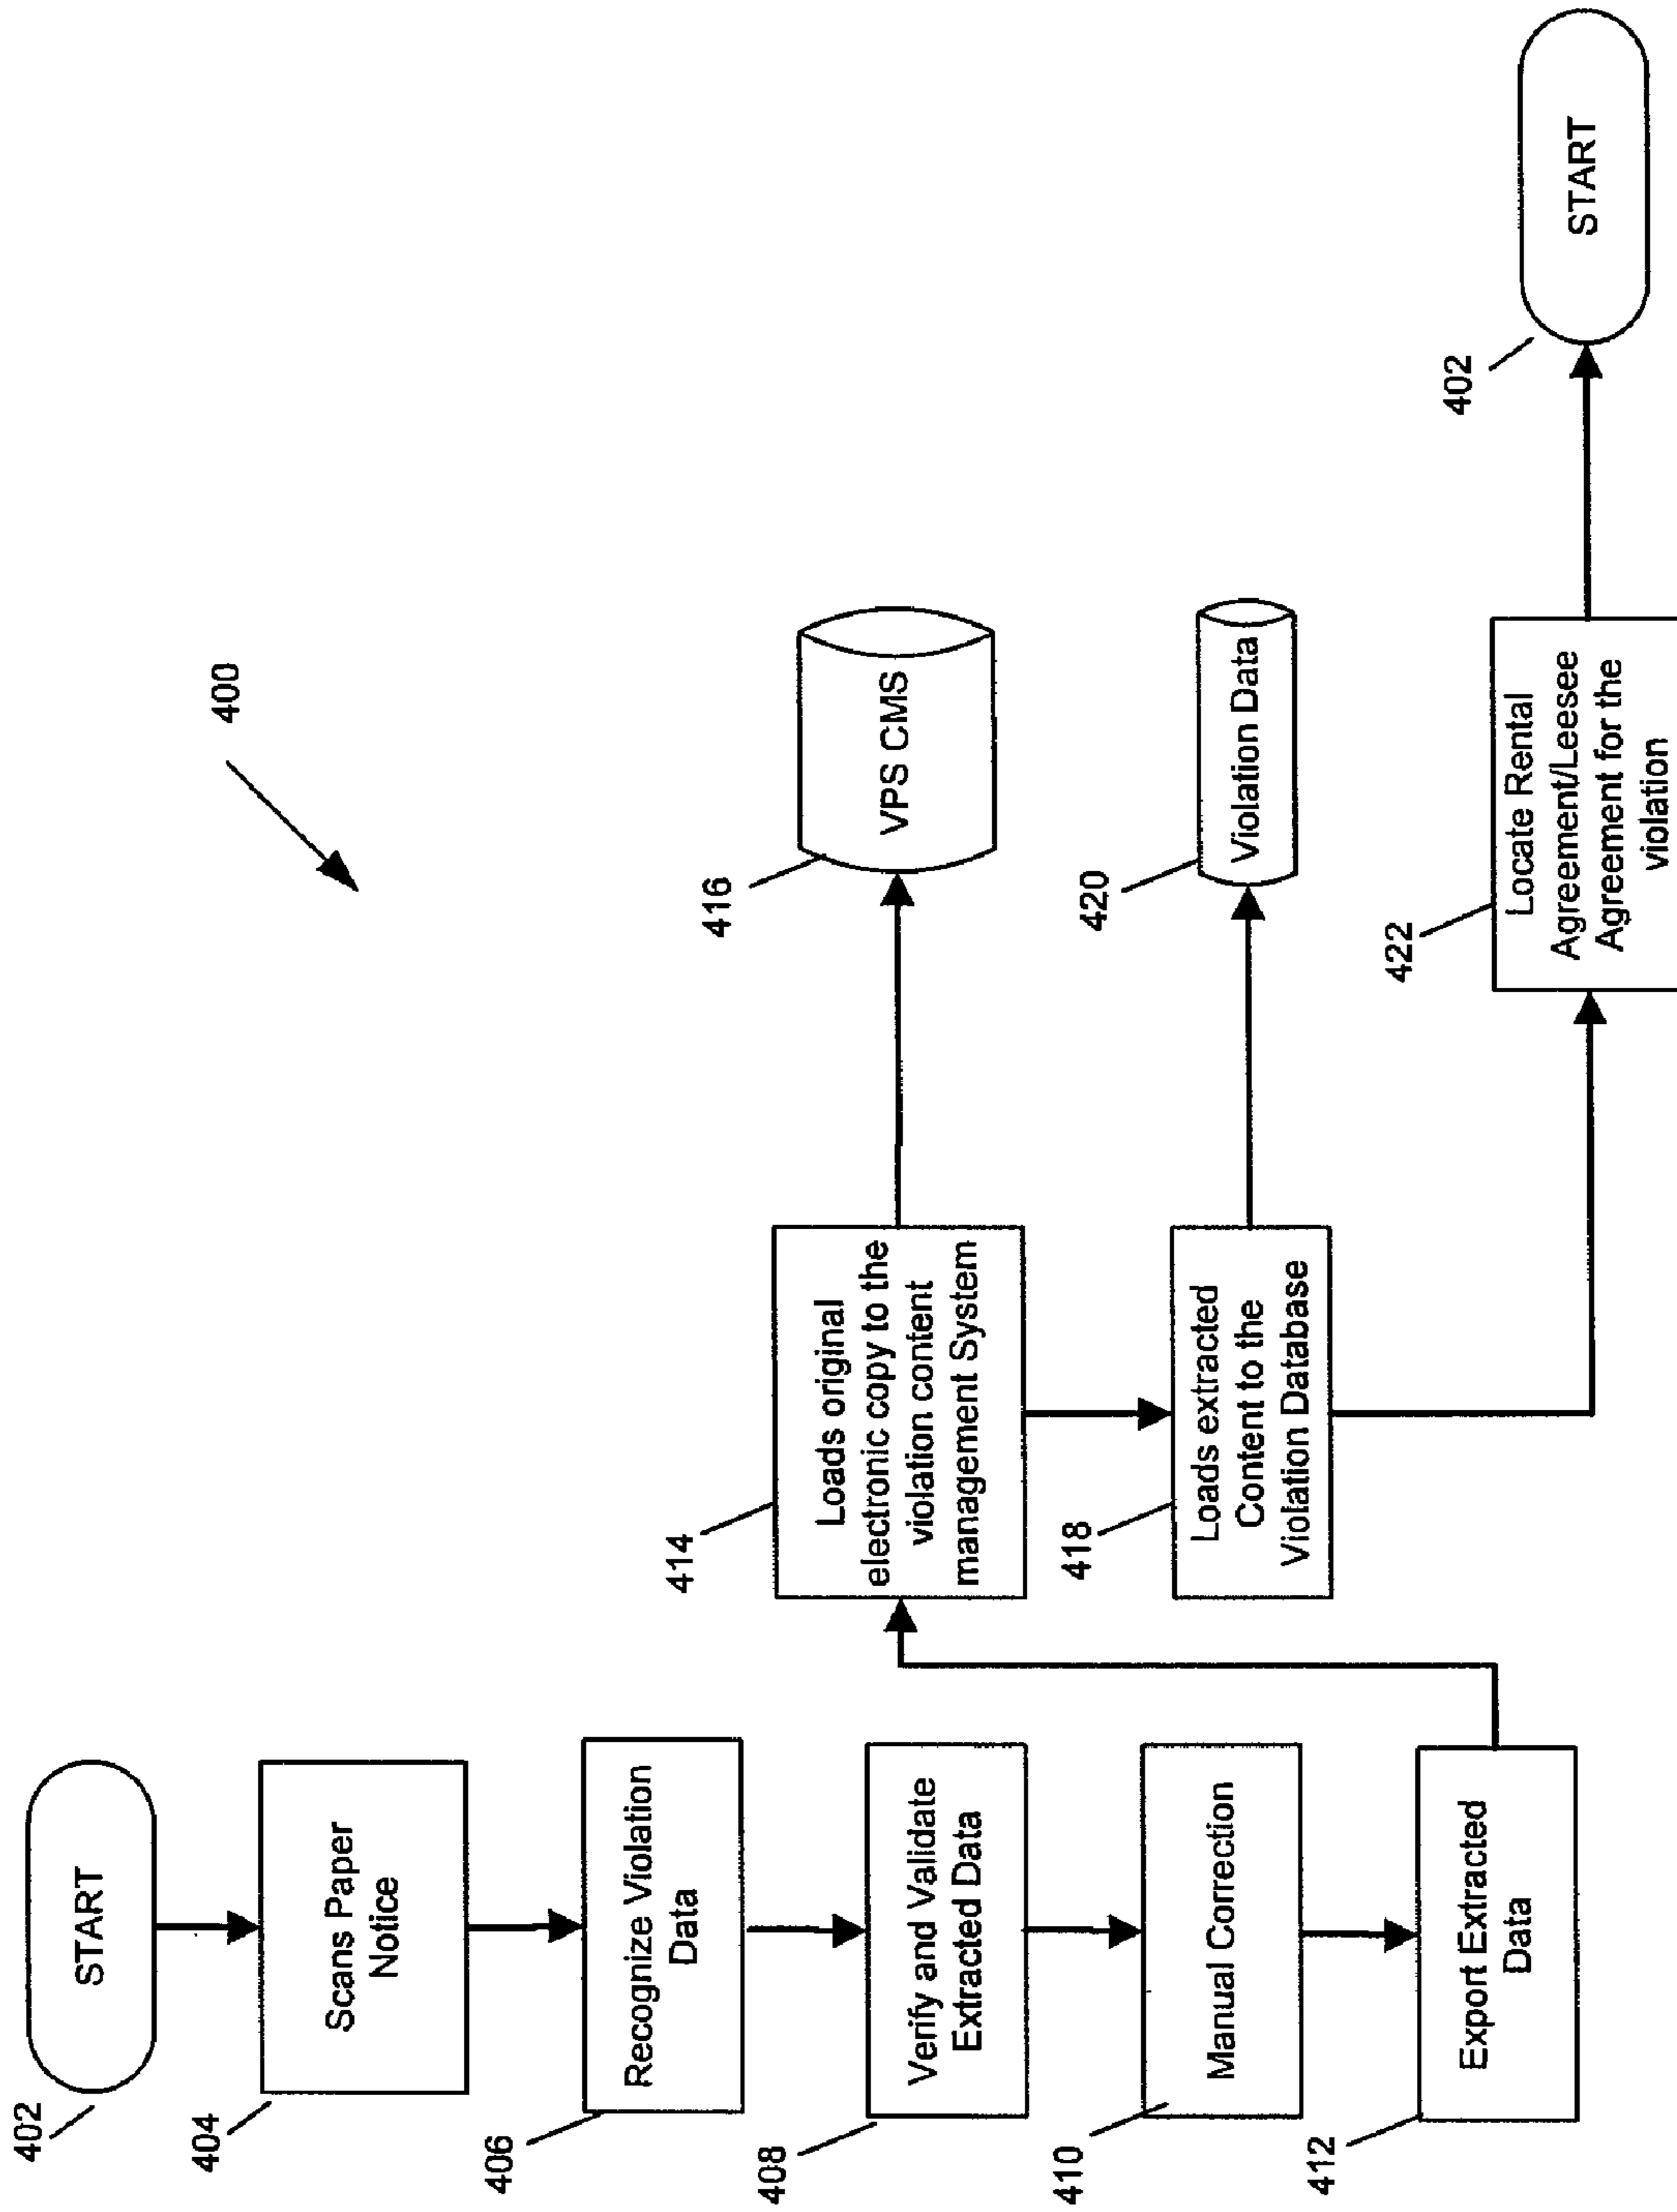 400
402
START
404
Scans Paper
Notice
406
Recognize Violation
Data
408
Verify and Validate
Extracted Data
410
Manual Correction
412
Export Extracted
Data
414
Loads original
electronic copy to the
violation content
management System
416
VPS CMS
418
Loads extracted
Content to the
Violation Database
420
Violation Data
422
Locate Rental
Agreement/Leesee
Agreement for the
violation
402
START